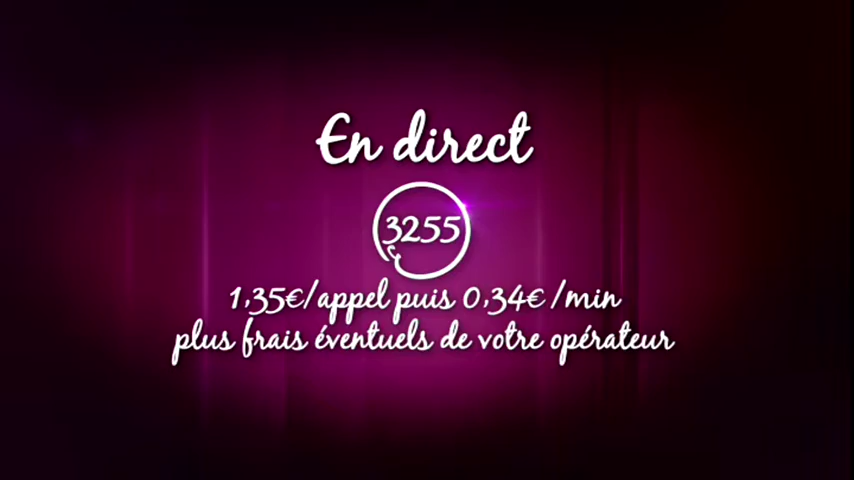 En direct
3255
1,35€/appel puis 0,34€/min
plus frais éventuels de votre opérateur